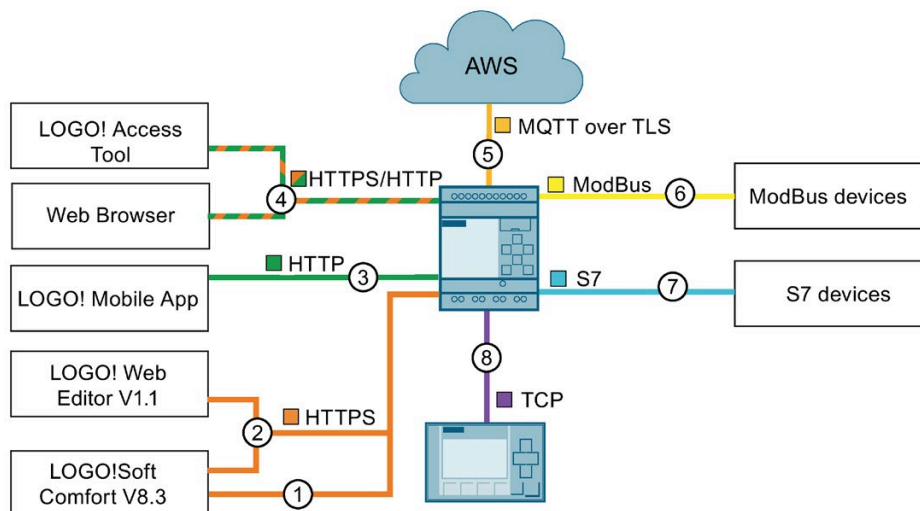 AWS
MQTT over TLS
5
LOGO! Access
Tool
Web Browser
HTTPS/HTTP
4
ModBus
6
ModBus devices
LOGO! Mobile App
HTTP
3
S7
7
S7 devices
8
TCP
LOGO! Web
Editor V1.1
HTTPS
2
LOGO!Soft
Comfort V8.3
1